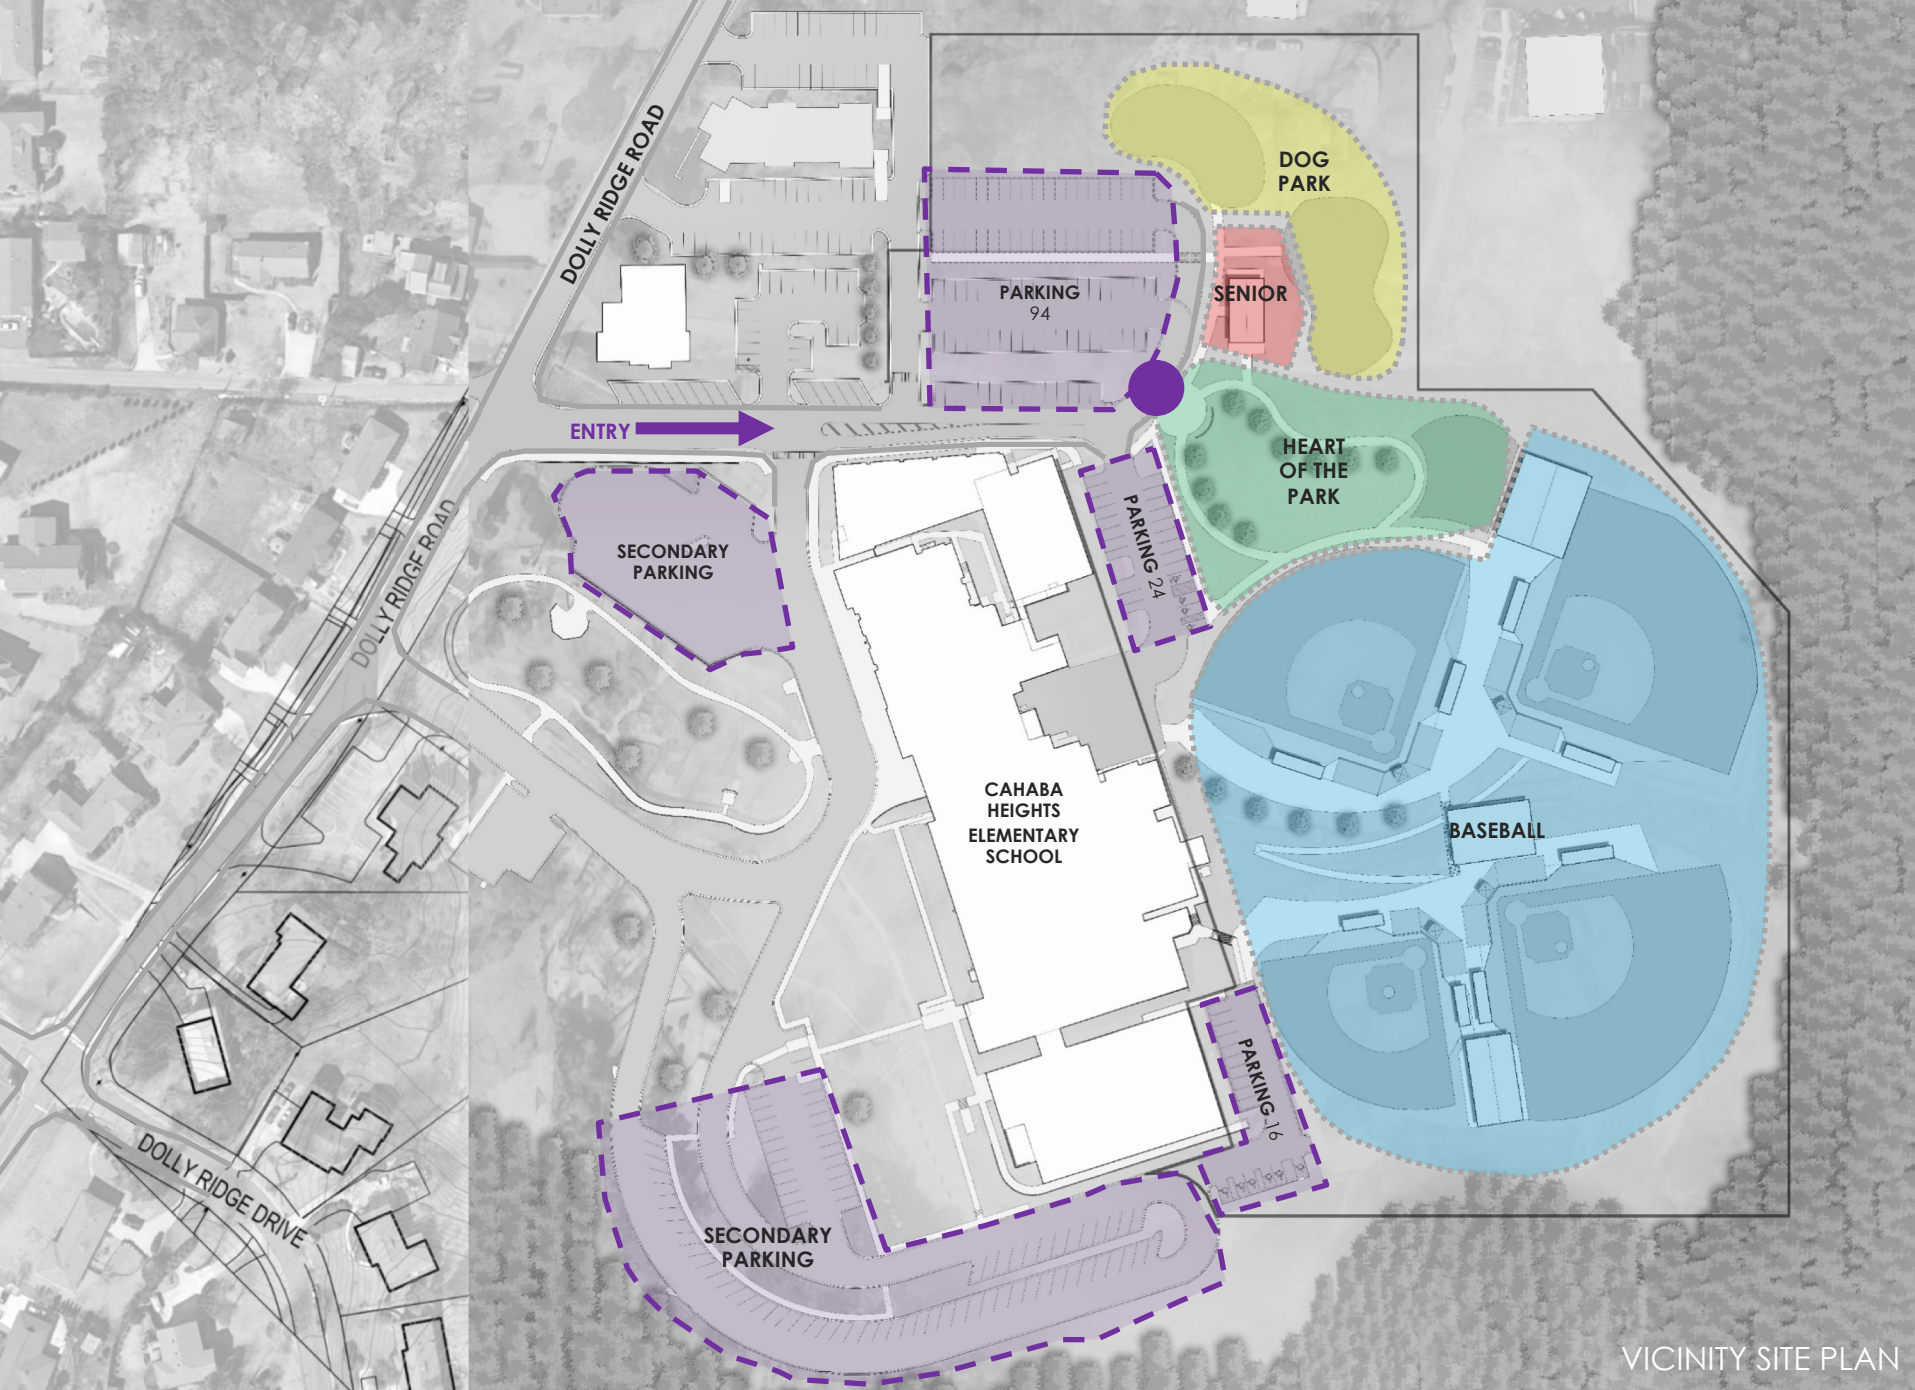 DOLLY RIDGE ROAD
DOG
PARK
PARKING
94
SENIOR
ENTRY
HEART
OF THE
PARK
SECONDARY
PARKING
PARKING 24
DOLLY RIDGE ROAD
CAHABA
HEIGHTS
ELEMENTARY
SCHOOL
BASEBALL
PARKING 16
DOLLY RIDGE DRIVE
SECONDARY
PARKING
VICINITY SITE PLAN